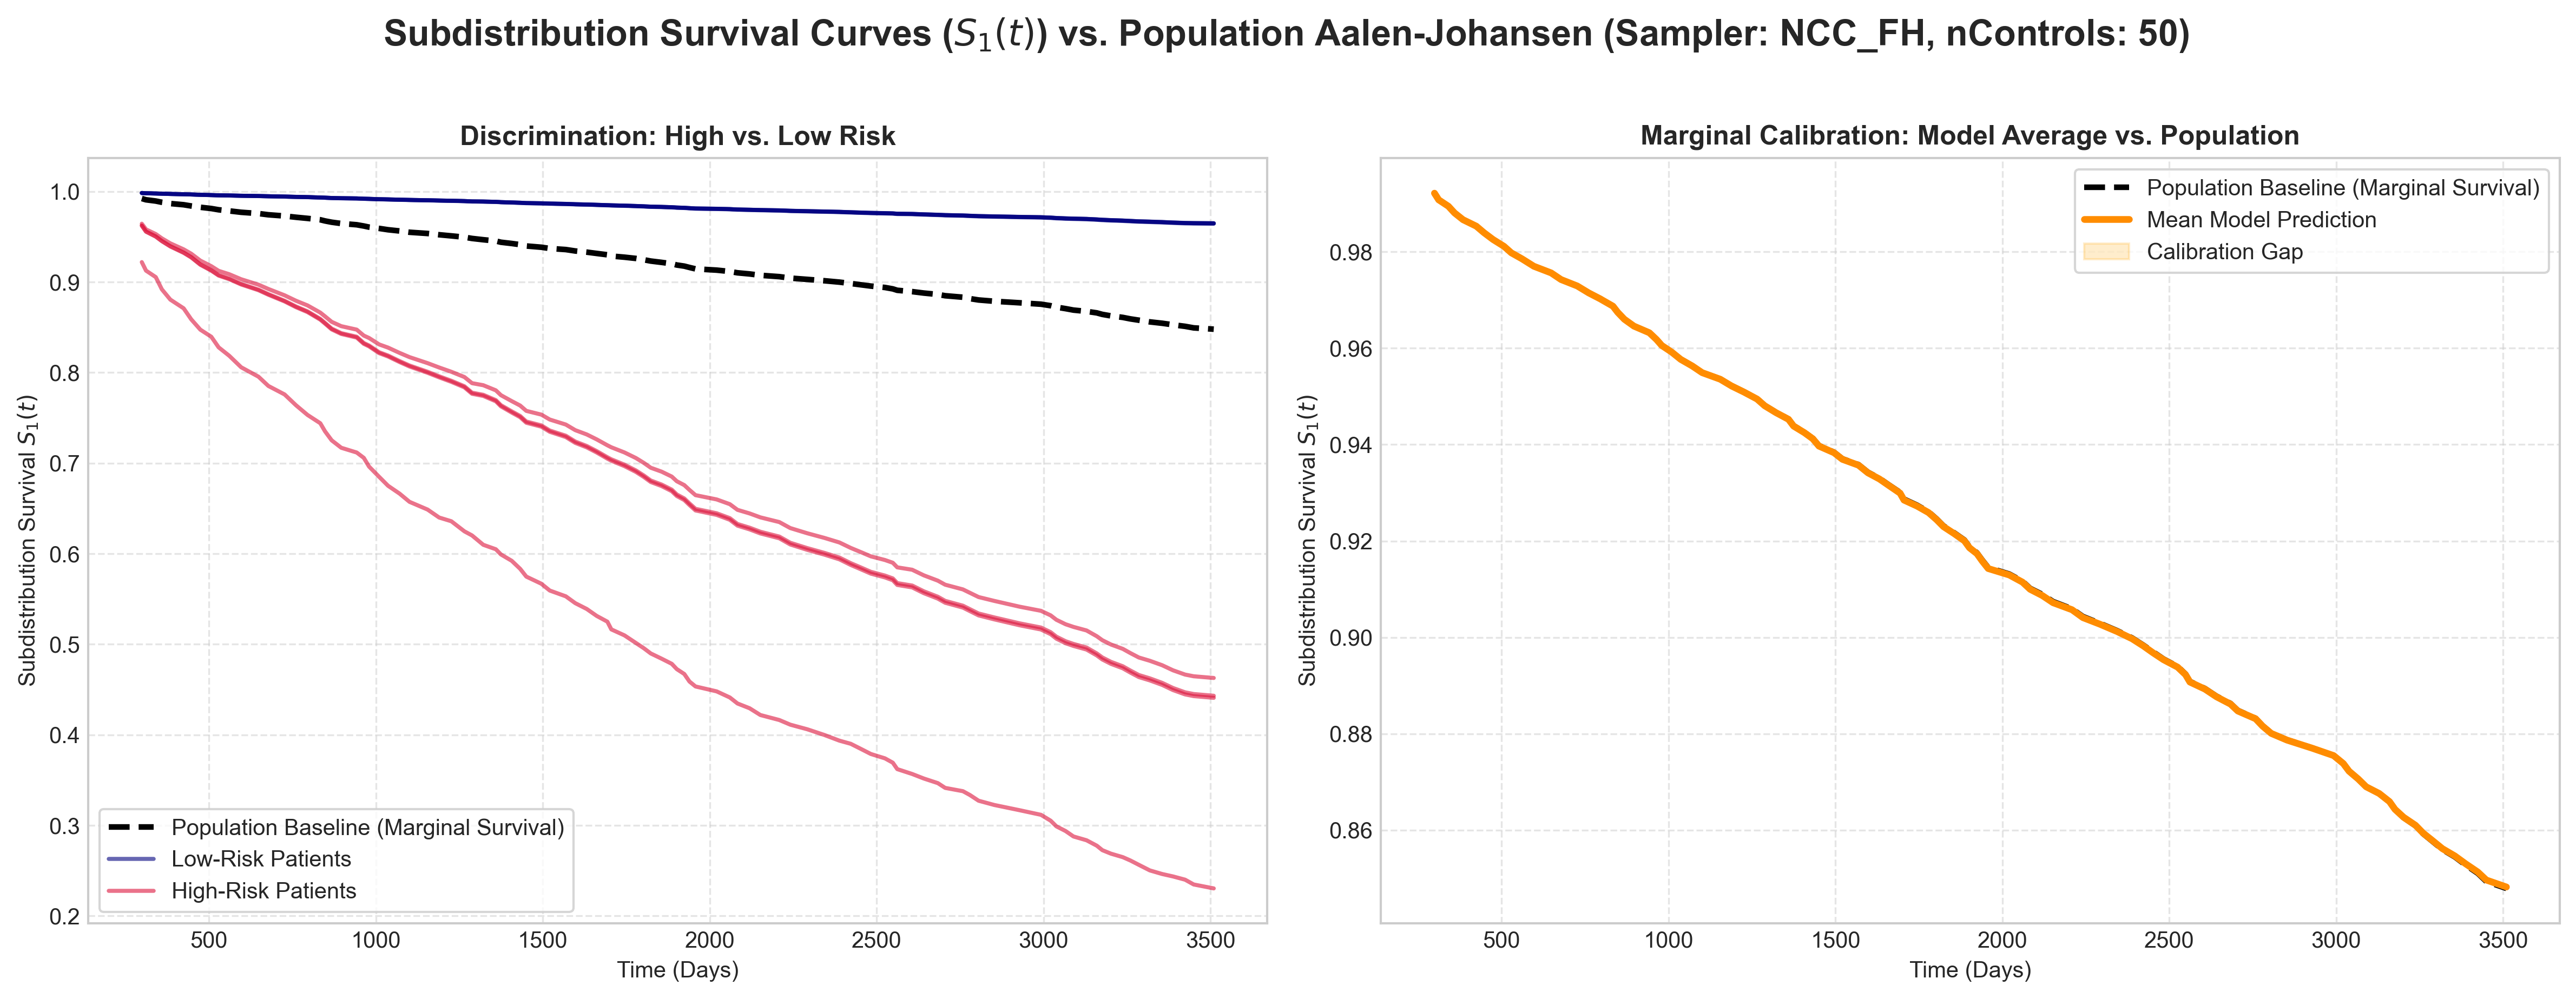 Subdistribution Survival Curves (S₁(t)) vs. Population Aalen-Johansen (Sampler: NCC_FH, nControls: 50)
Discrimination: High vs. Low Risk
Subdistribution Survival S₁(t)
1.0
0.9
0.8
0.7
0.6
0.5
0.4
0.3
0.2
Population Baseline (Marginal Survival)
Low-Risk Patients
High-Risk Patients
500 1000 1500 2000 2500 3000 3500
Time (Days)
Marginal Calibration: Model Average vs. Population
Subdistribution Survival S₁(t)
0.98
0.96
0.94
0.92
0.90
0.88
0.86
Population Baseline (Marginal Survival)
Mean Model Prediction
Calibration Gap
500 1000 1500 2000 2500 3000 3500
Time (Days)